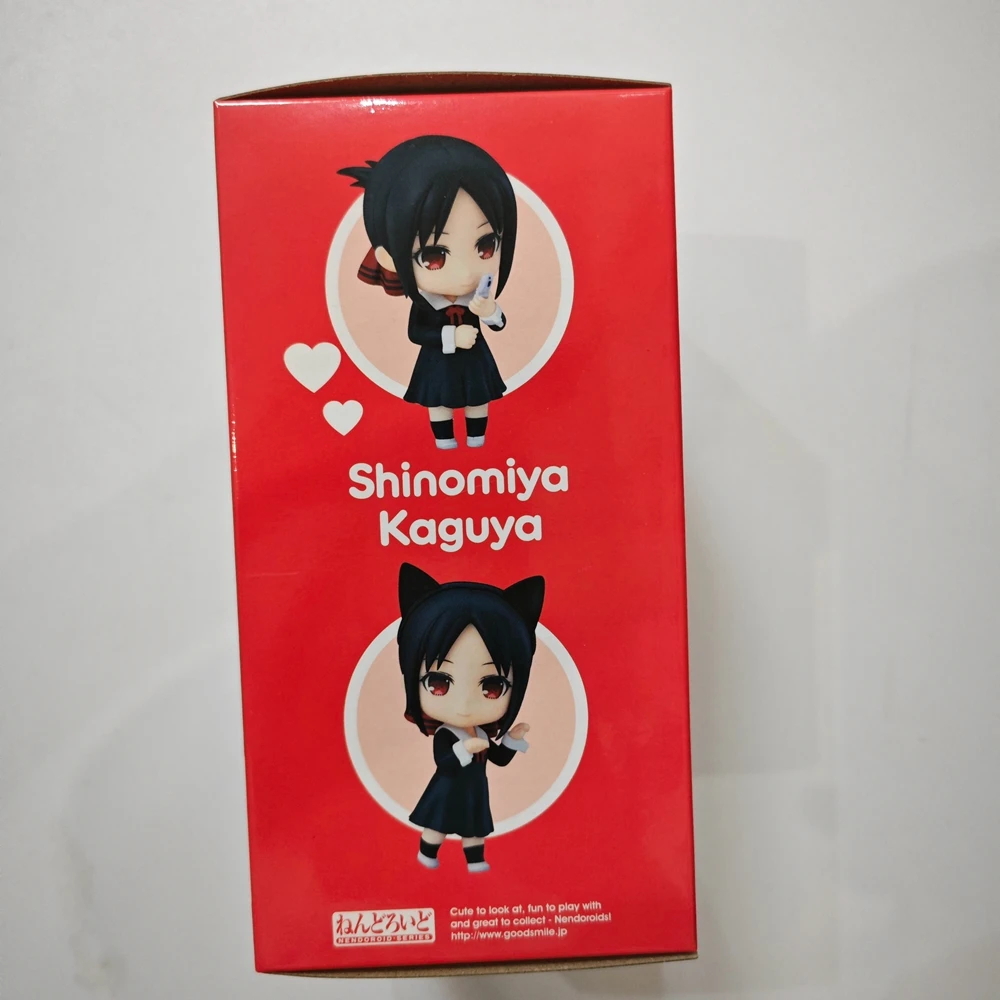 Shinomiya
Kaguya
ねんどろいど
NENDOROID SERIES
Cute to look at, fun to play with
and great to collect - Nendoroids!
http://www.goodsmile.jp